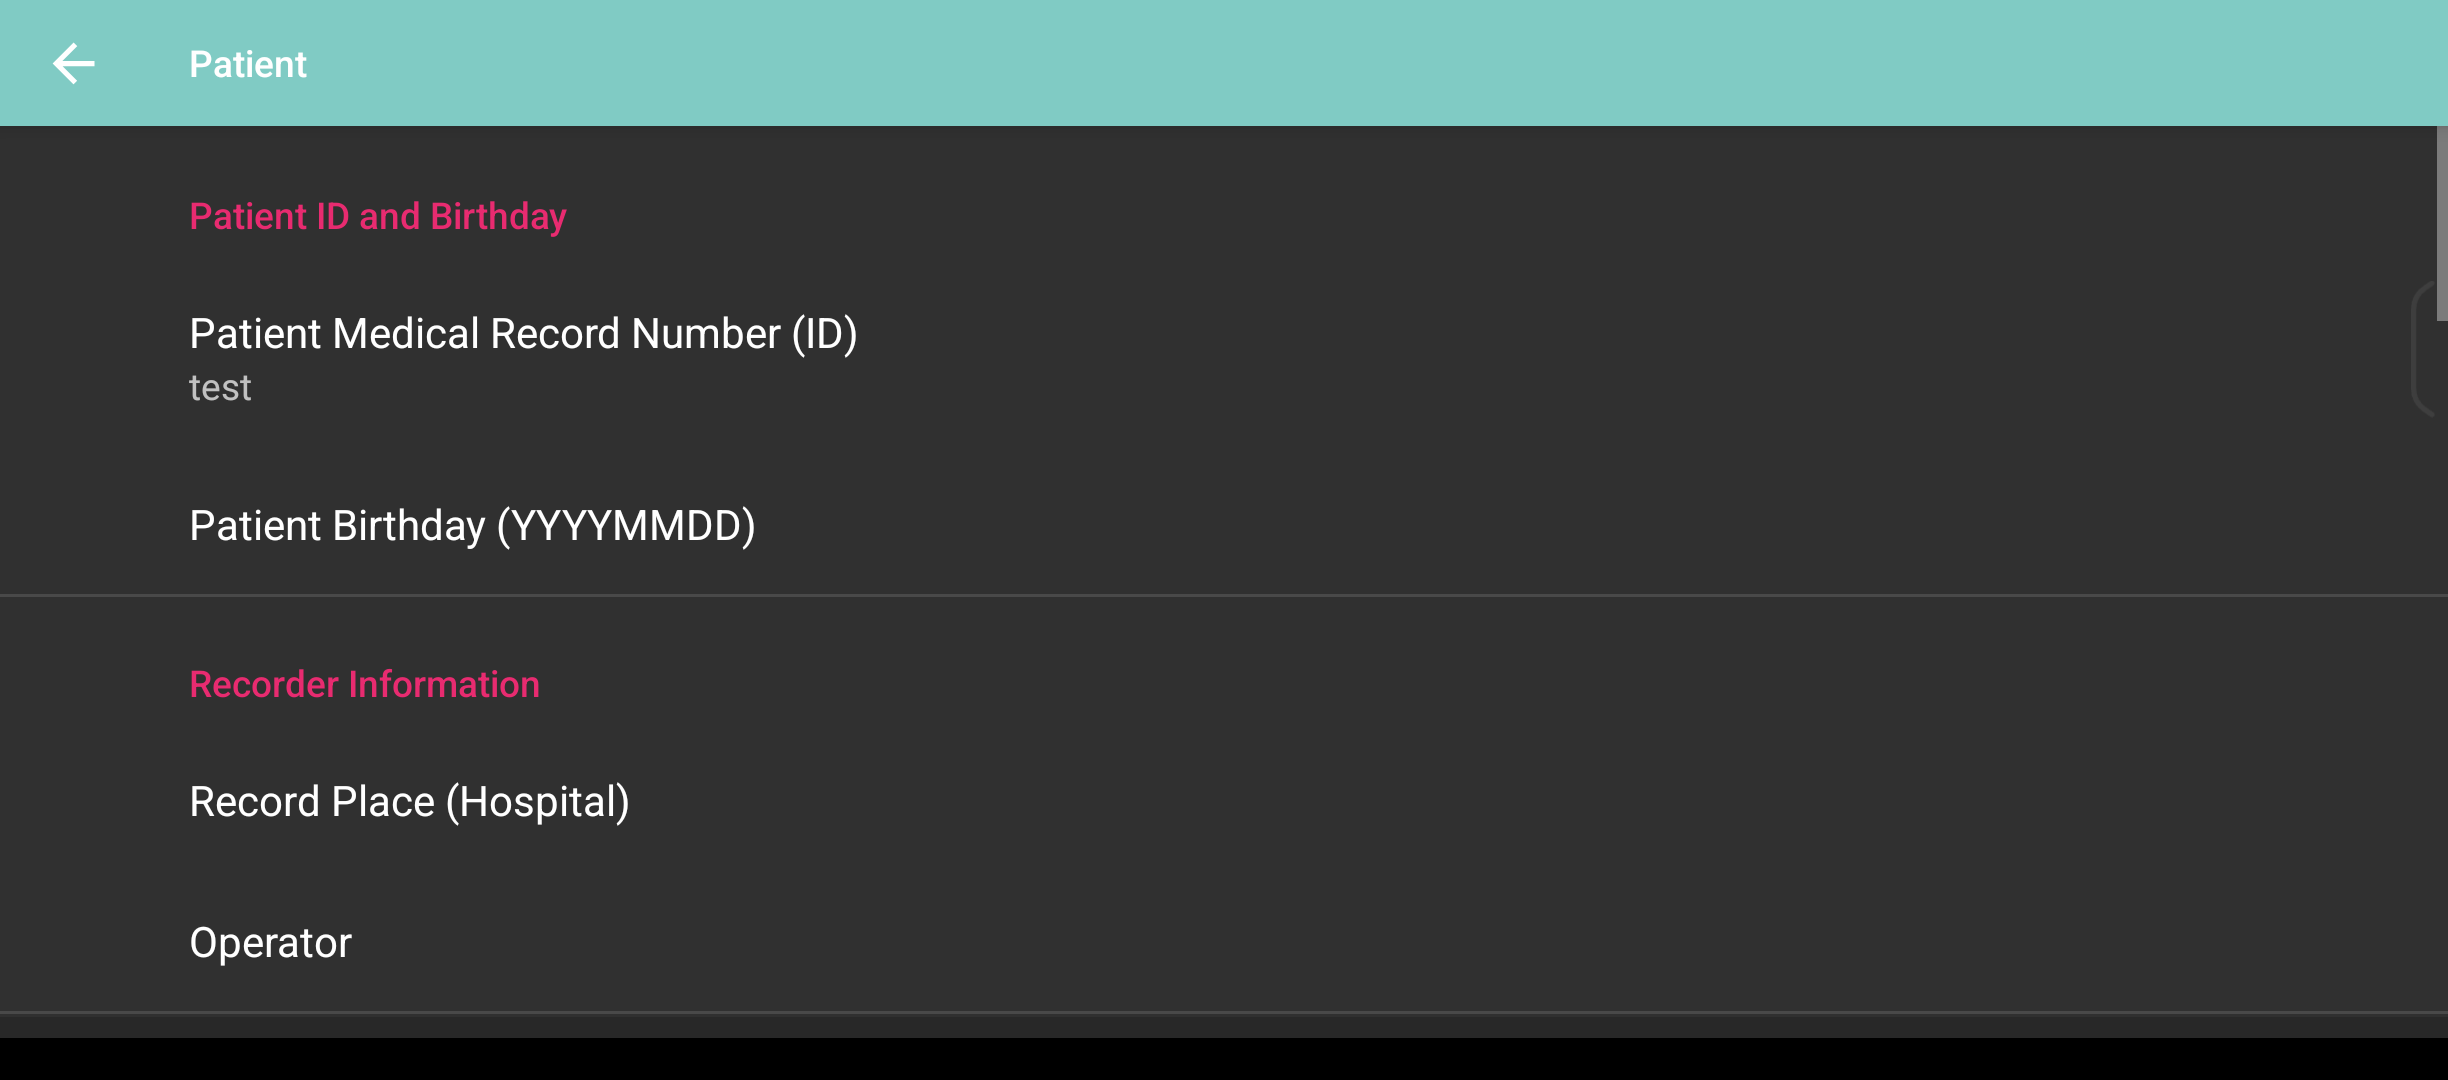 Patient
Patient ID and Birthday
Patient Medical Record Number (ID)
test
Patient Birthday (YYYYMMDD)
Recorder Information
Record Place (Hospital)
Operator